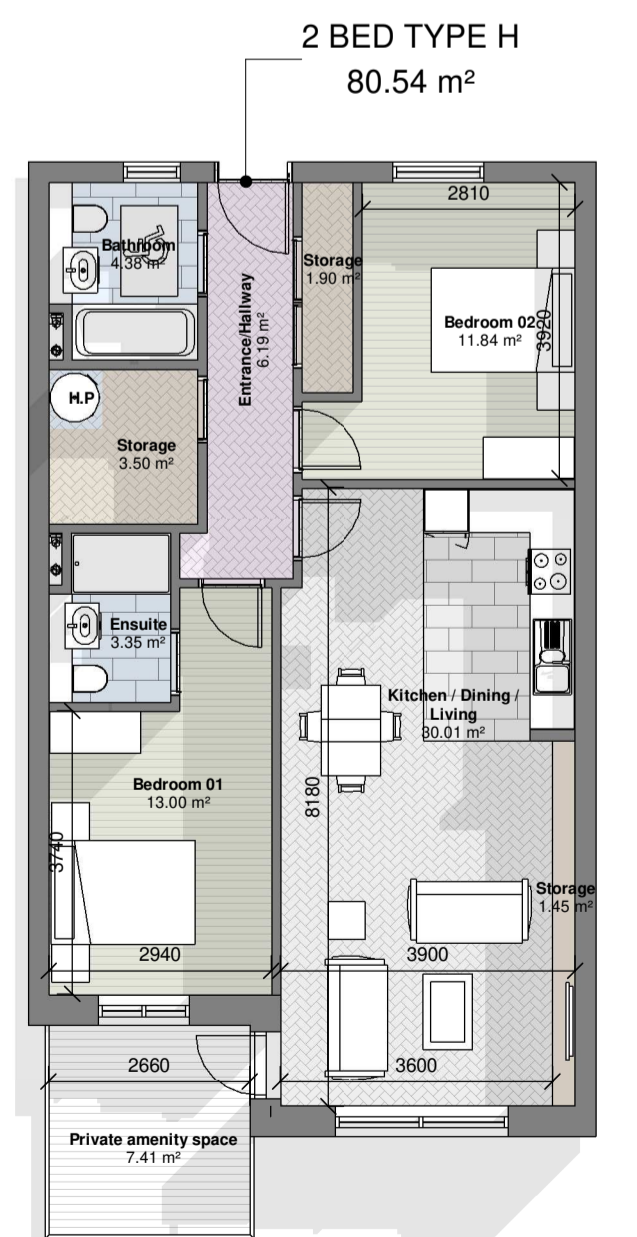 2 BED TYPE H
80.54 m²
2810
Bathroom
4.38 m²
Storage
1.90 m²
Entrance/Hallway
6.19 m²
Bedroom 02
11.84 m²
3920
H.P
Storage
3.50 m²
Ensuite
3.35 m²
Kitchen / Dining /
Living
30.01 m²
Bedroom 01
13.00 m²
8180
3740
Storage
1.45 m²
2940
3900
2660
3600
Private amenity space
7.41 m²